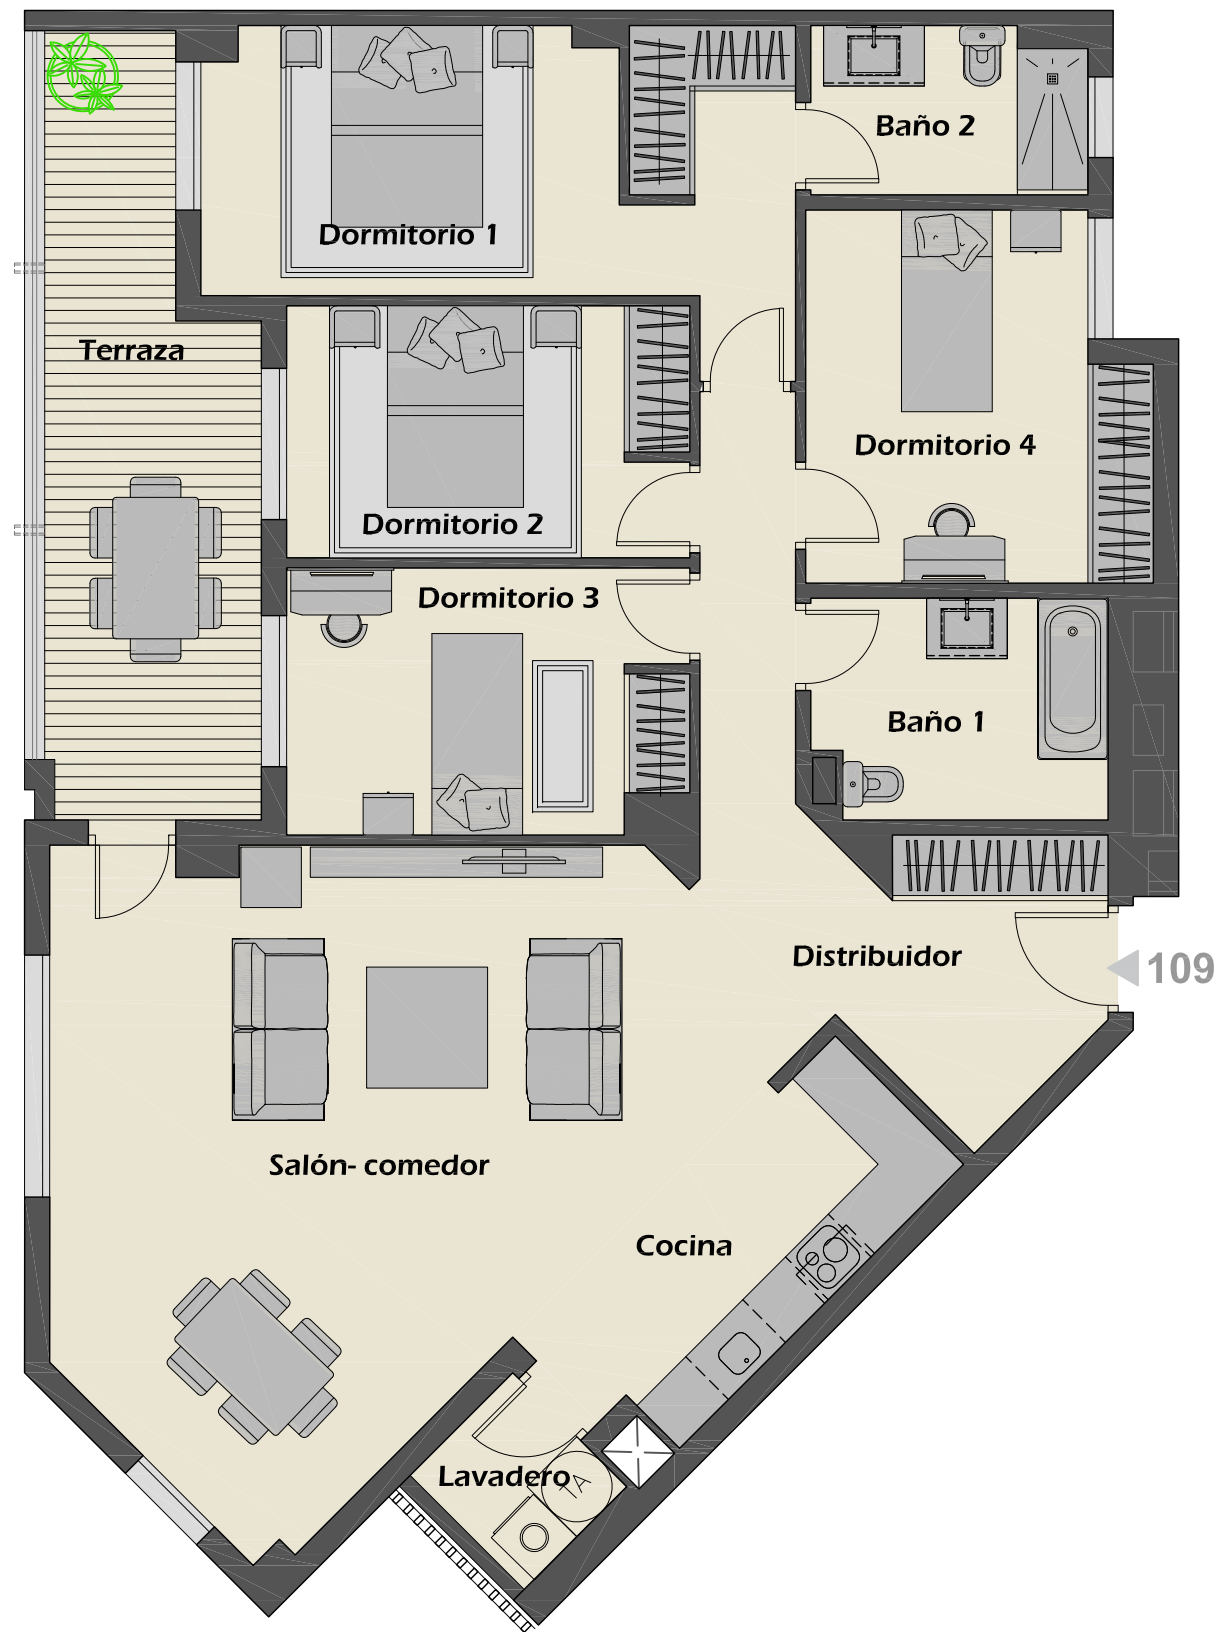 Baño 2
Dormitorio 1
Terraza
Dormitorio 4
Dormitorio 2
Dormitorio 3
Baño 1
Distribuidor
109
Salón- comedor
Cocina
Lavadero
TA